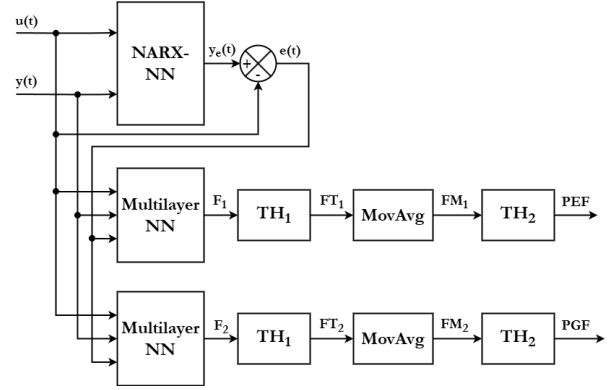 u(t)
NARX-
NN
yₑ(t)
+
-
e(t)
y(t)
Multilayer
NN
F₁
TH₁
FT₁
MovAvg
FM₁
TH₂
PEF
Multilayer
NN
F₂
TH₁
FT₂
MovAvg
FM₂
TH₂
PGF